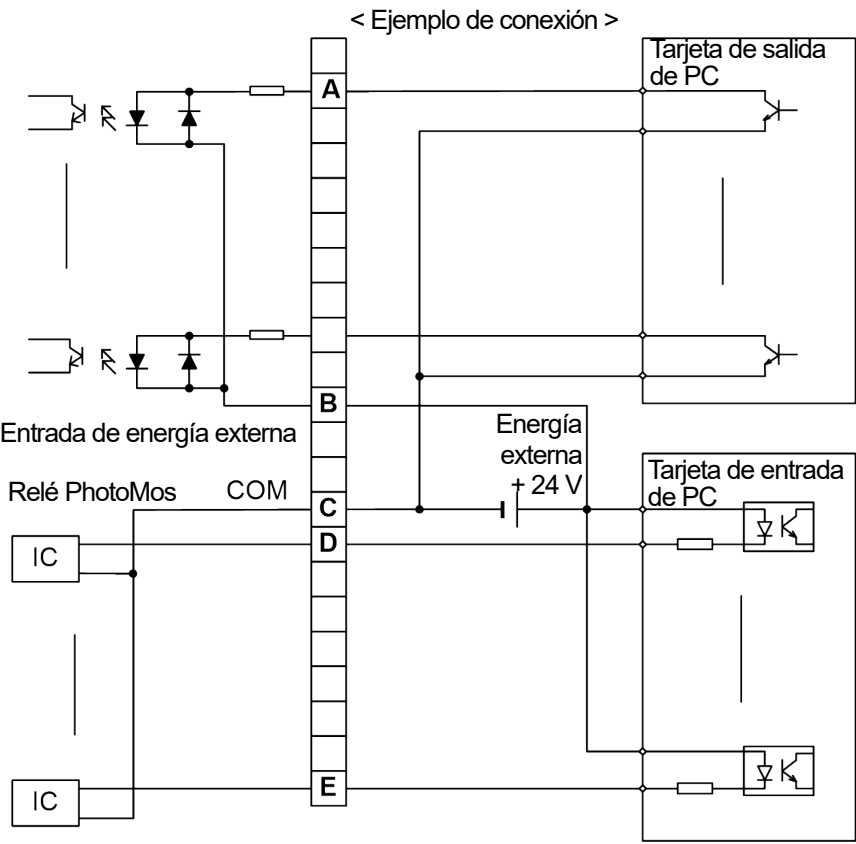 < Ejemplo de conexión >
Tarjeta de salida
de PC
A
B
Entrada de energía externa
Energía
externa
+ 24 V
Tarjeta de entrada
de PC
Relé PhotoMos
COM
C
D
IC
E
IC